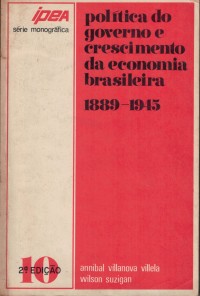 ipea
série monográfica
política do
governo e
crescimento
da economia
brasileira
1889-1945
10
2ª EDIÇÃO
annibal villanova villela
wilson suzigan